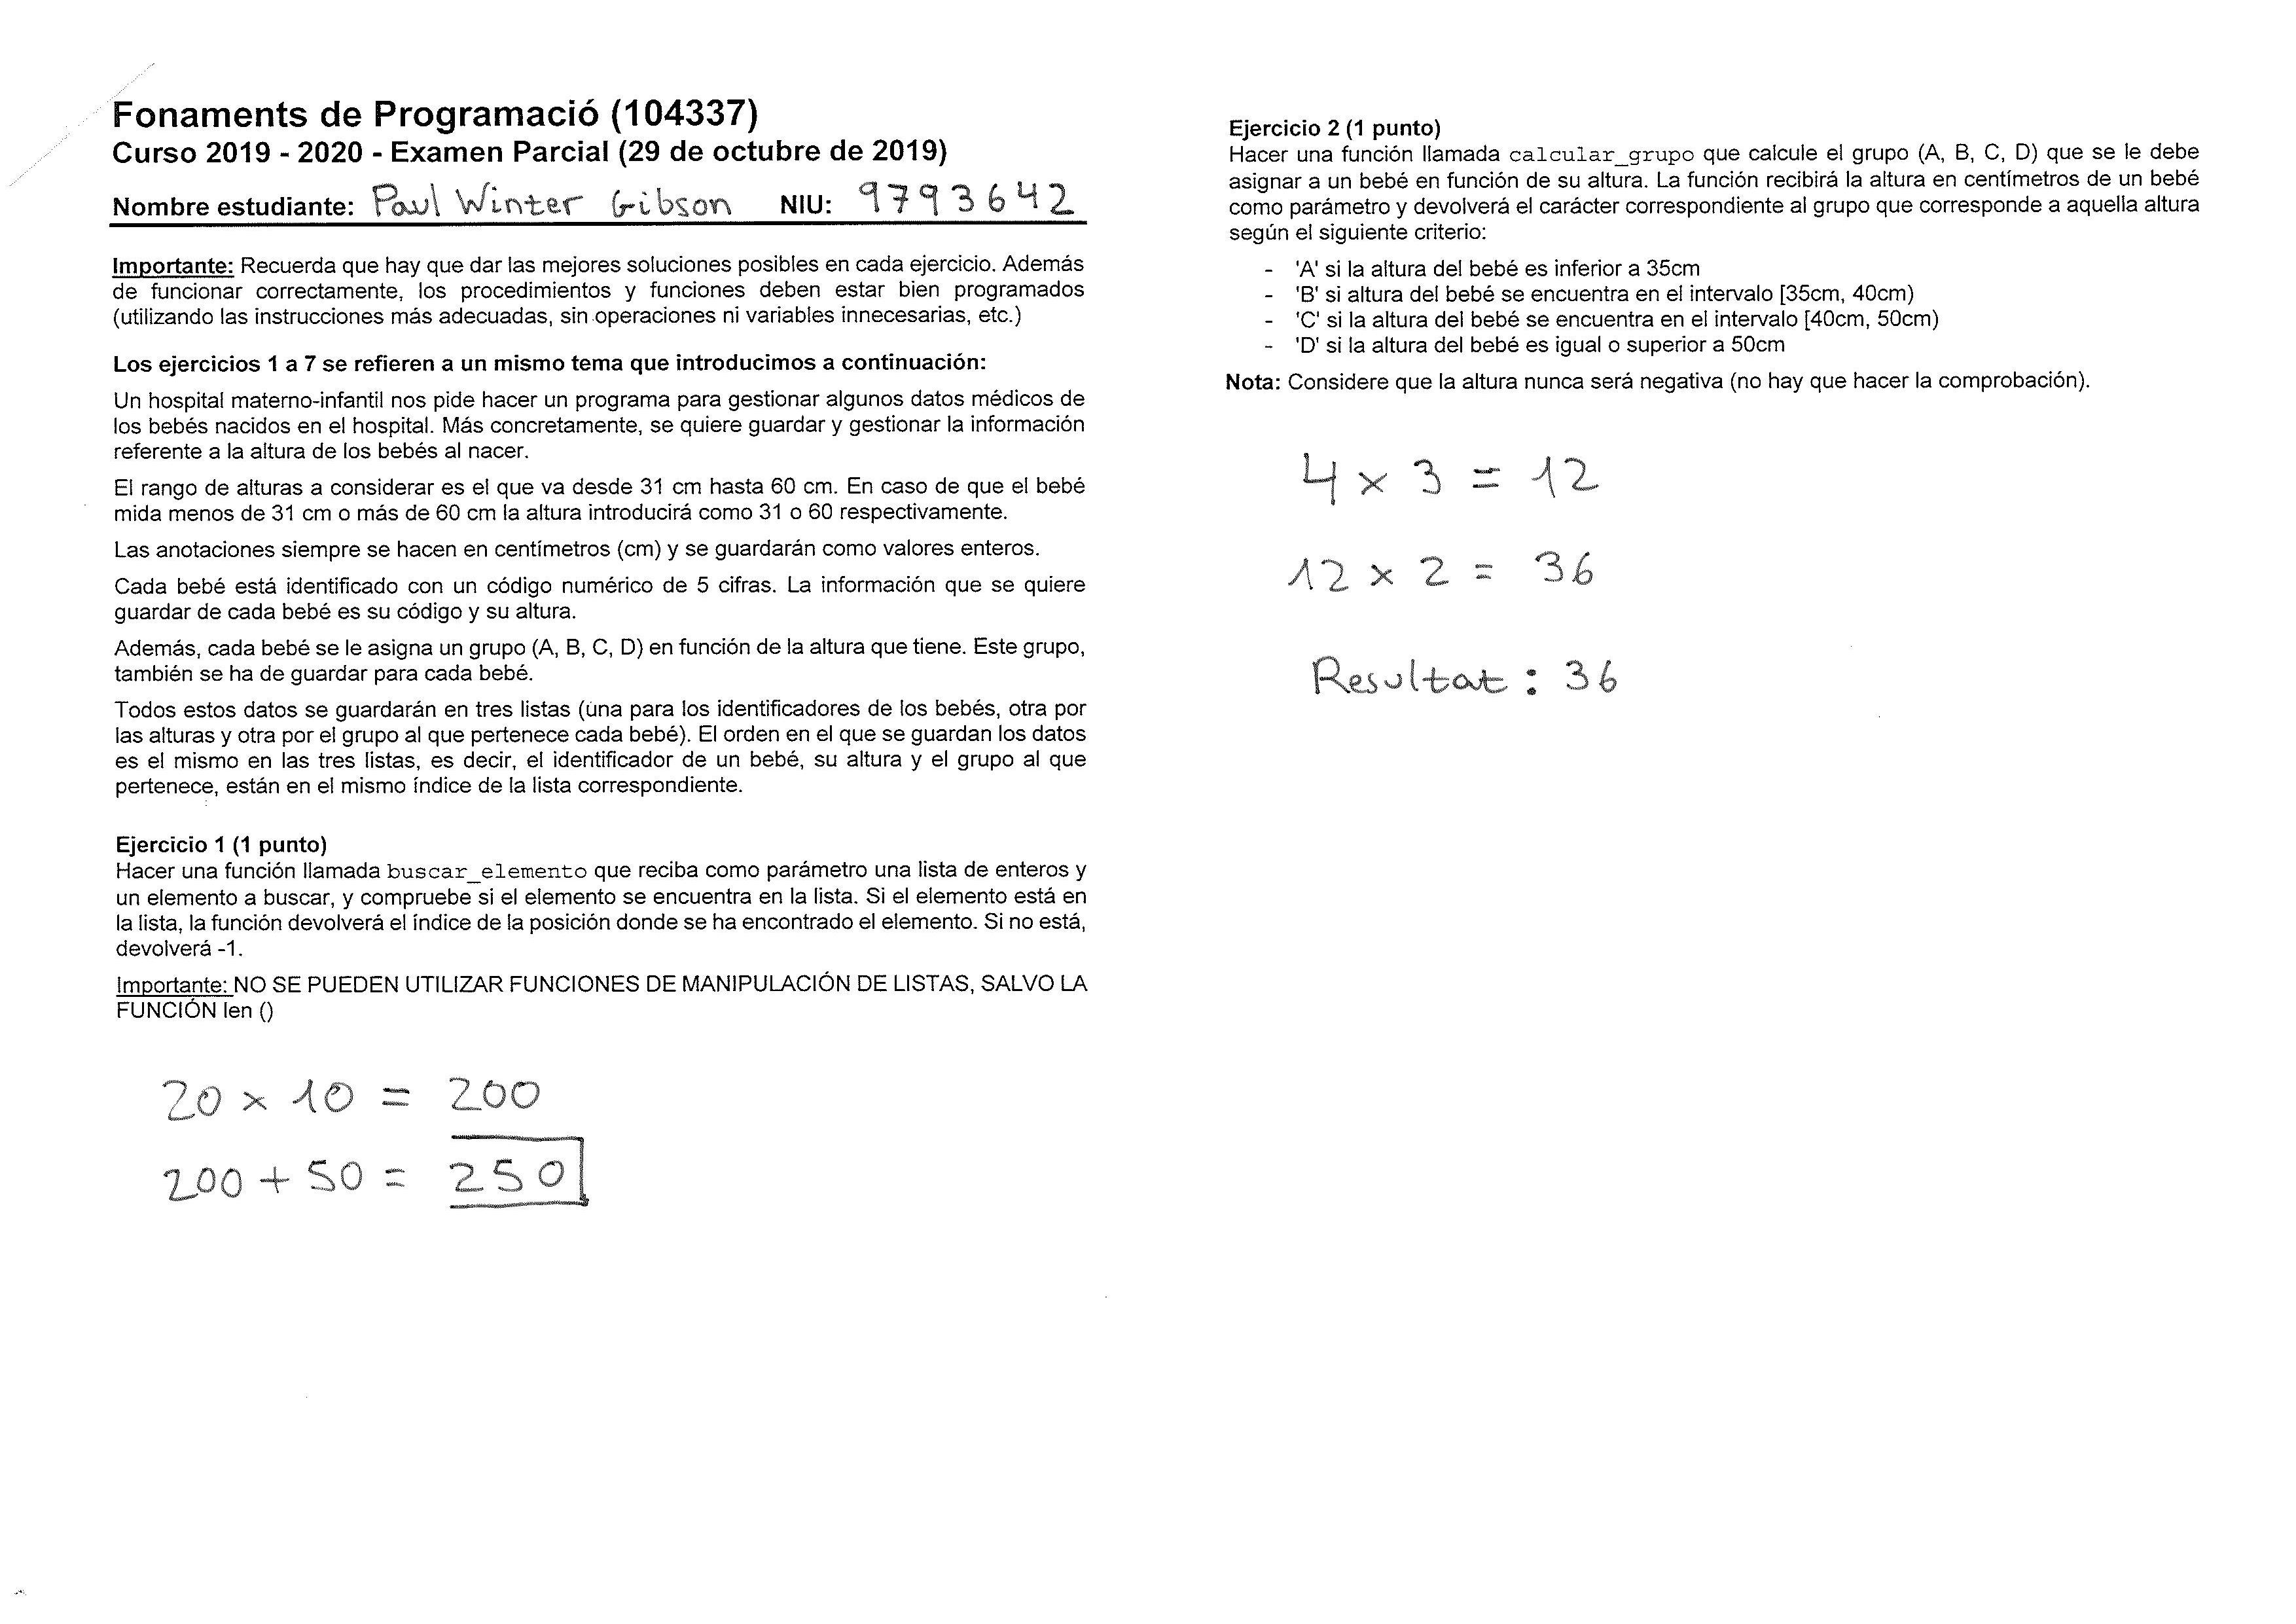 Fonaments de Programació (104337)
Curso 2019 - 2020 - Examen Parcial (29 de octubre de 2019)
Nombre estudiante: Paul Winter Gibson NIU: 9793642
Importante: Recuerda que hay que dar las mejores soluciones posibles en cada ejercicio. Además
de funcionar correctamente, los procedimientos y funciones deben estar bien programados
(utilizando las instrucciones más adecuadas, sin operaciones ni variables innecesarias, etc.)
Los ejercicios 1 a 7 se refieren a un mismo tema que introducimos a continuación:
Un hospital materno-infantil nos pide hacer un programa para gestionar algunos datos médicos de
los bebés nacidos en el hospital. Más concretamente, se quiere guardar y gestionar la información
referente a la altura de los bebés al nacer.
El rango de alturas a considerar es el que va desde 31 cm hasta 60 cm. En caso de que el bebé
mida menos de 31 cm o más de 60 cm la altura introducirá como 31 o 60 respectivamente.
Las anotaciones siempre se hacen en centímetros (cm) y se guardarán como valores enteros.
Cada bebé está identificado con un código numérico de 5 cifras. La información que se quiere
guardar de cada bebé es su código y su altura.
Además, cada bebé se le asigna un grupo (A, B, C, D) en función de la altura que tiene. Este grupo,
también se ha de guardar para cada bebé.
Todos estos datos se guardarán en tres listas (una para los identificadores de los bebés, otra por
las alturas y otra por el grupo al que pertenece cada bebé). El orden en el que se guardan los datos
es el mismo en las tres listas, es decir, el identificador de un bebé, su altura y el grupo al que
pertenece, están en el mismo índice de la lista correspondiente.
Ejercicio 1 (1 punto)
Hacer una función llamada buscar_elemento que reciba como parámetro una lista de enteros y
un elemento a buscar, y compruebe si el elemento se encuentra en la lista. Si el elemento está en
la lista, la función devolverá el índice de la posición donde se ha encontrado el elemento. Si no está,
devolverá -1.
Importante: NO SE PUEDEN UTILIZAR FUNCIONES DE MANIPULACIÓN DE LISTAS, SALVO LA
FUNCIÓN len ()
20 x 10 = 200
200 + 50 = 250
Ejercicio 2 (1 punto)
Hacer una función llamada calcular_grupo que calcule el grupo (A, B, C, D) que se le debe
asignar a un bebé en función de su altura. La función recibirá la altura en centímetros de un bebé
como parámetro y devolverá el carácter correspondiente al grupo que corresponde a aquella altura
según el siguiente criterio:
- 'A' si la altura del bebé es inferior a 35cm
- 'B' si altura del bebé se encuentra en el intervalo [35cm, 40cm)
- 'C' si la altura del bebé se encuentra en el intervalo [40cm, 50cm)
- 'D' si la altura del bebé es igual o superior a 50cm
Nota: Considere que la altura nunca será negativa (no hay que hacer la comprobación).
4 x 3 = 12
12 x 2 = 36
Resultat : 36